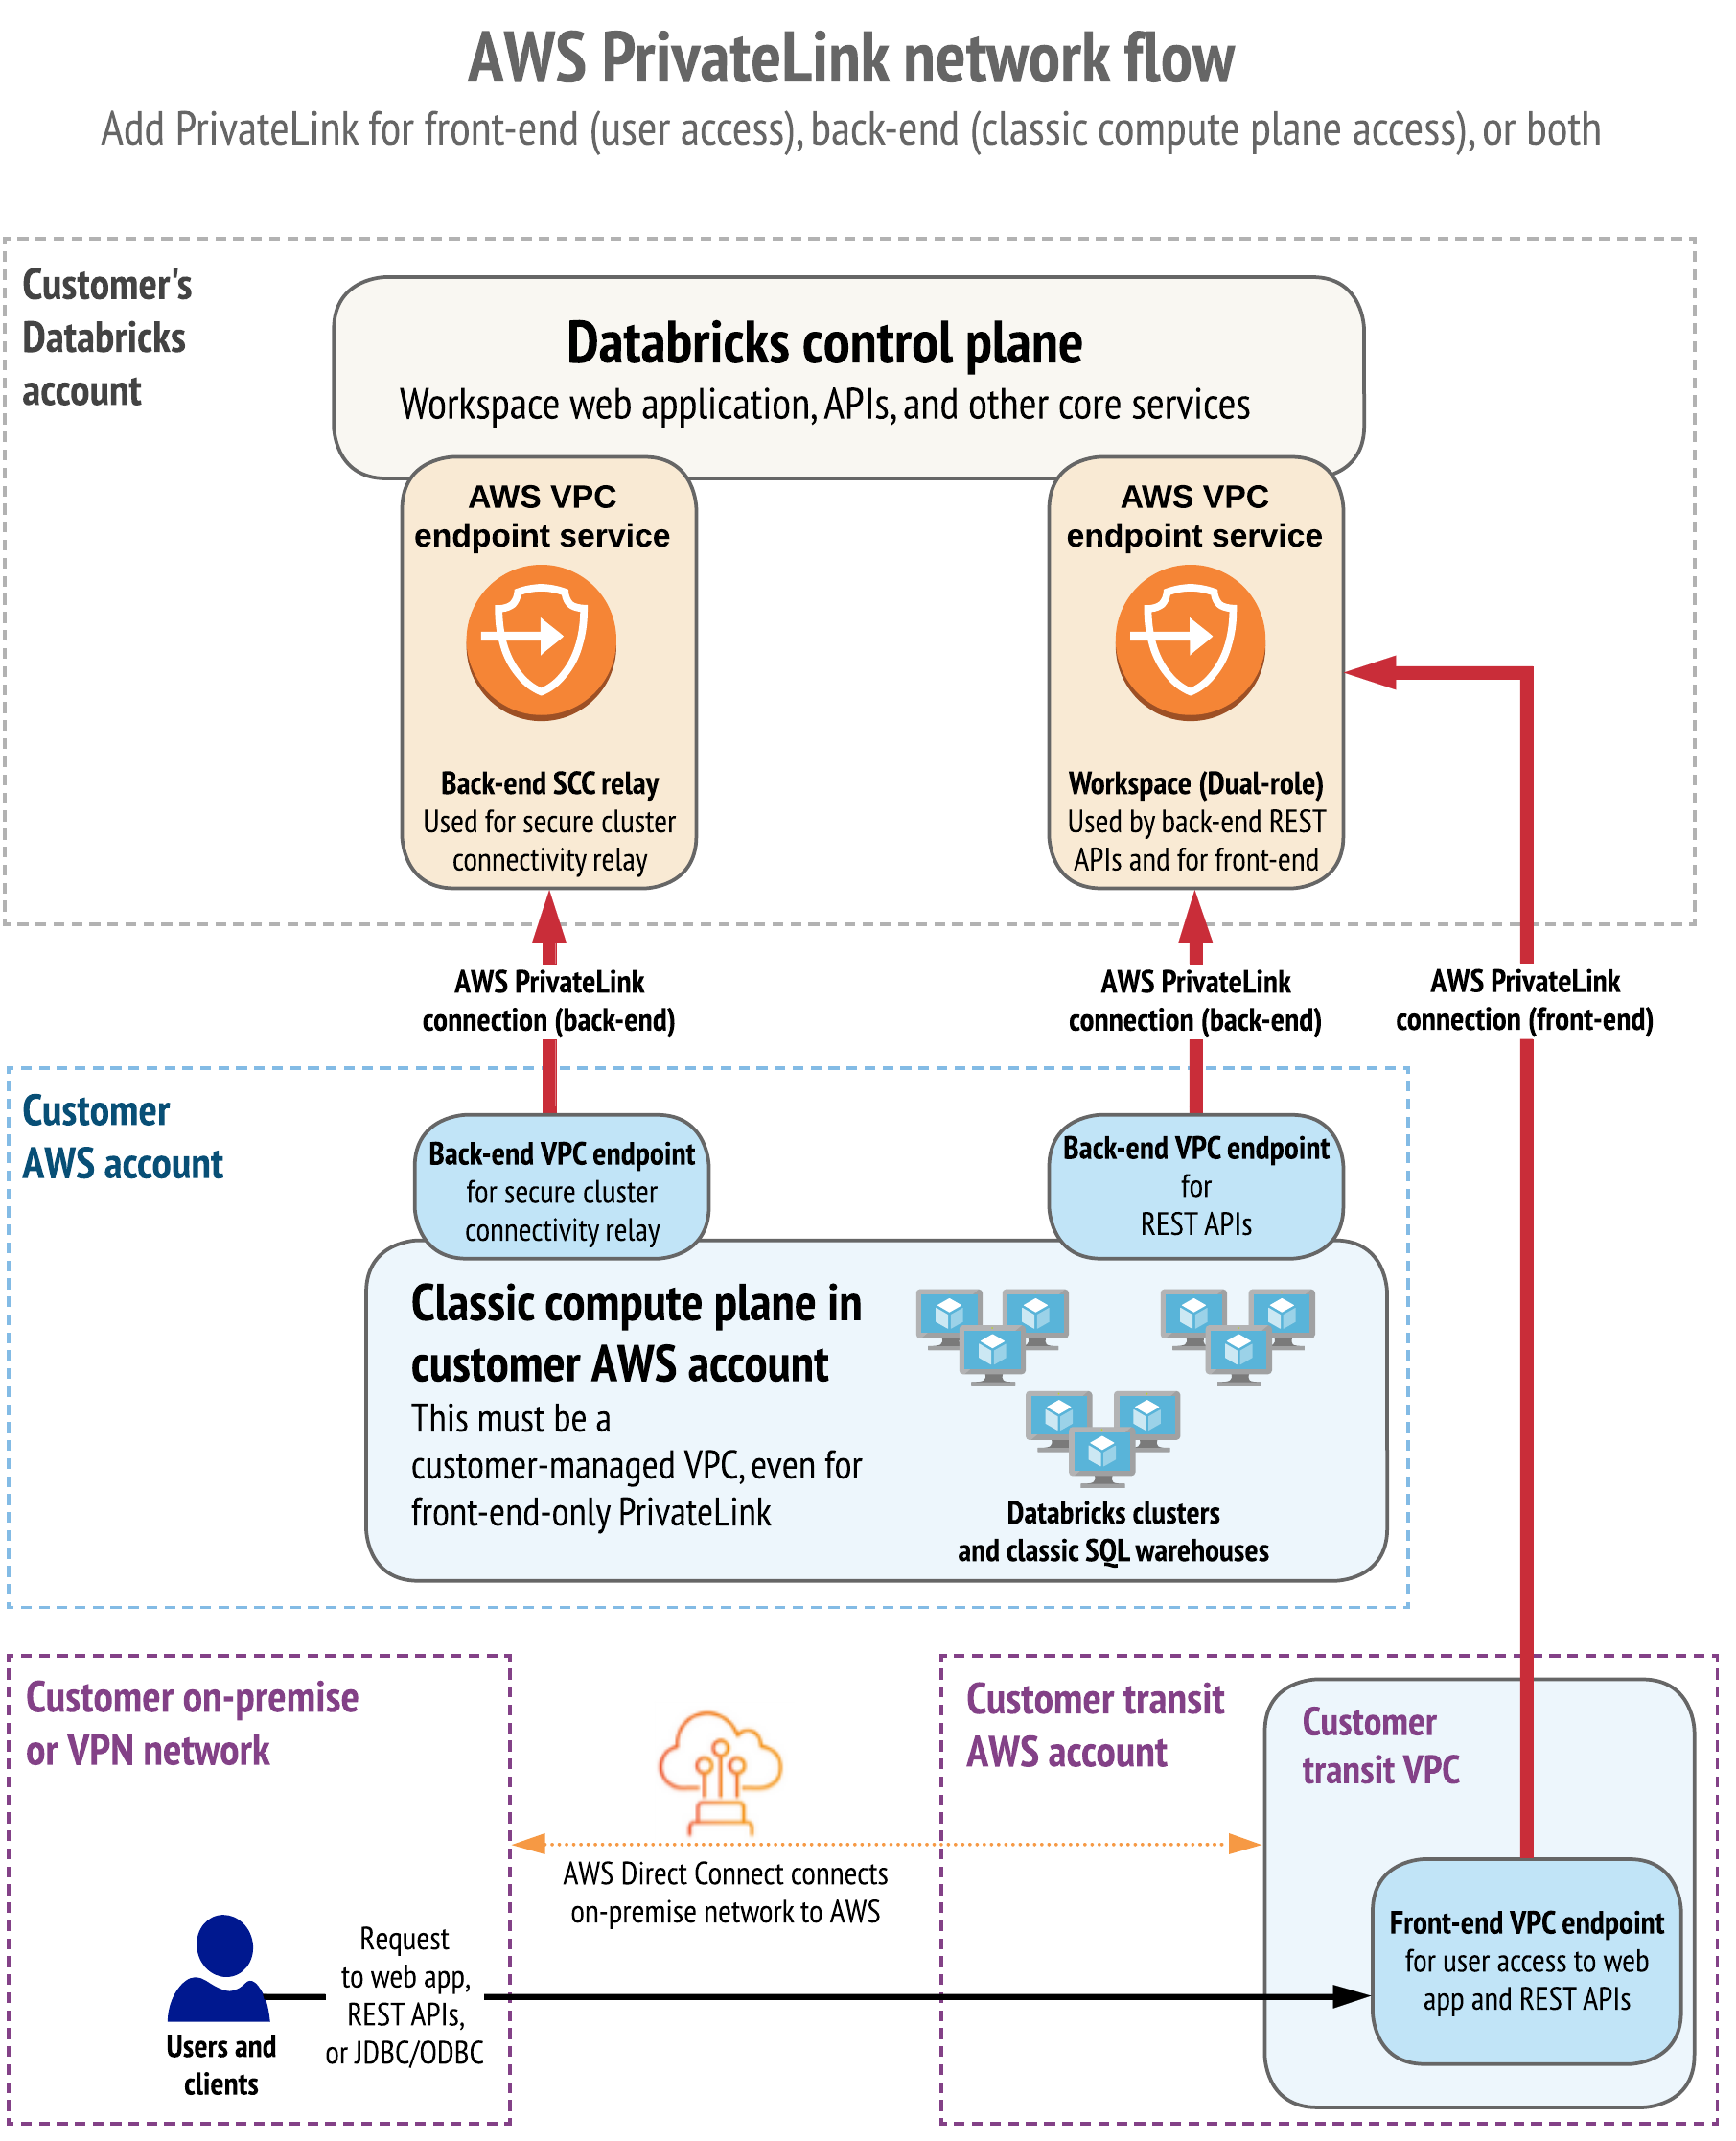 AWS PrivateLink network flow
Add PrivateLink for front-end (user access), back-end (classic compute plane access), or both
Customer's
Databricks
account
Databricks control plane
Workspace web application, APIs, and other core services
AWS VPC
endpoint service
Back-end SCC relay
Used for secure cluster
connectivity relay
AWS VPC
endpoint service
Workspace (Dual-role)
Used by back-end REST
APIs and for front-end
AWS PrivateLink
connection (back-end)
AWS PrivateLink
connection (back-end)
AWS PrivateLink
connection (front-end)
Customer
AWS account
Back-end VPC endpoint
for secure cluster
connectivity relay
Back-end VPC endpoint
for
REST APIs
Classic compute plane in
customer AWS account
This must be a
customer-managed VPC, even for
front-end-only PrivateLink
Databricks clusters
and classic SQL warehouses
Customer on-premise
or VPN network
Customer transit
AWS account
Customer
transit VPC
AWS Direct Connect connects
on-premise network to AWS
Users and
clients
Request
to web app,
REST APIs,
or JDBC/ODBC
Front-end VPC endpoint
for user access to web
app and REST APIs